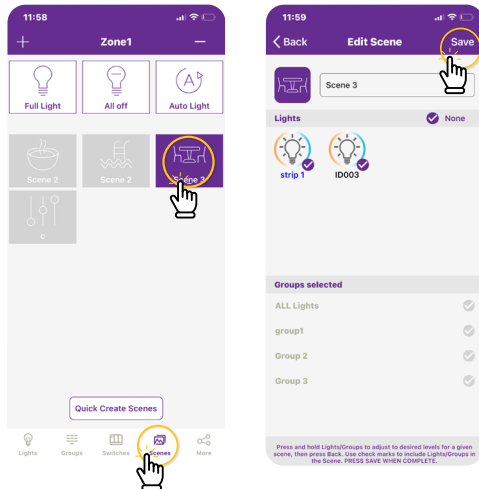 11:58
Zone1
Full Light
All off
A
Auto Light
Scene 2
Scene 2
Scene 3
c
Quick Create Scenes
Lights
Groups
Switches
Scenes
More
11:59
Back
Edit Scene
Save
Scene 3
Lights
None
strip 1
ID003
Groups selected
ALL Lights
group1
Group 2
Group 3
Press and hold Lights/Groups to adjust to desired levels for a given
scene, then press Back. Use check marks to include Lights/Groups in
the Scene. PRESS SAVE WHEN COMPLETE.